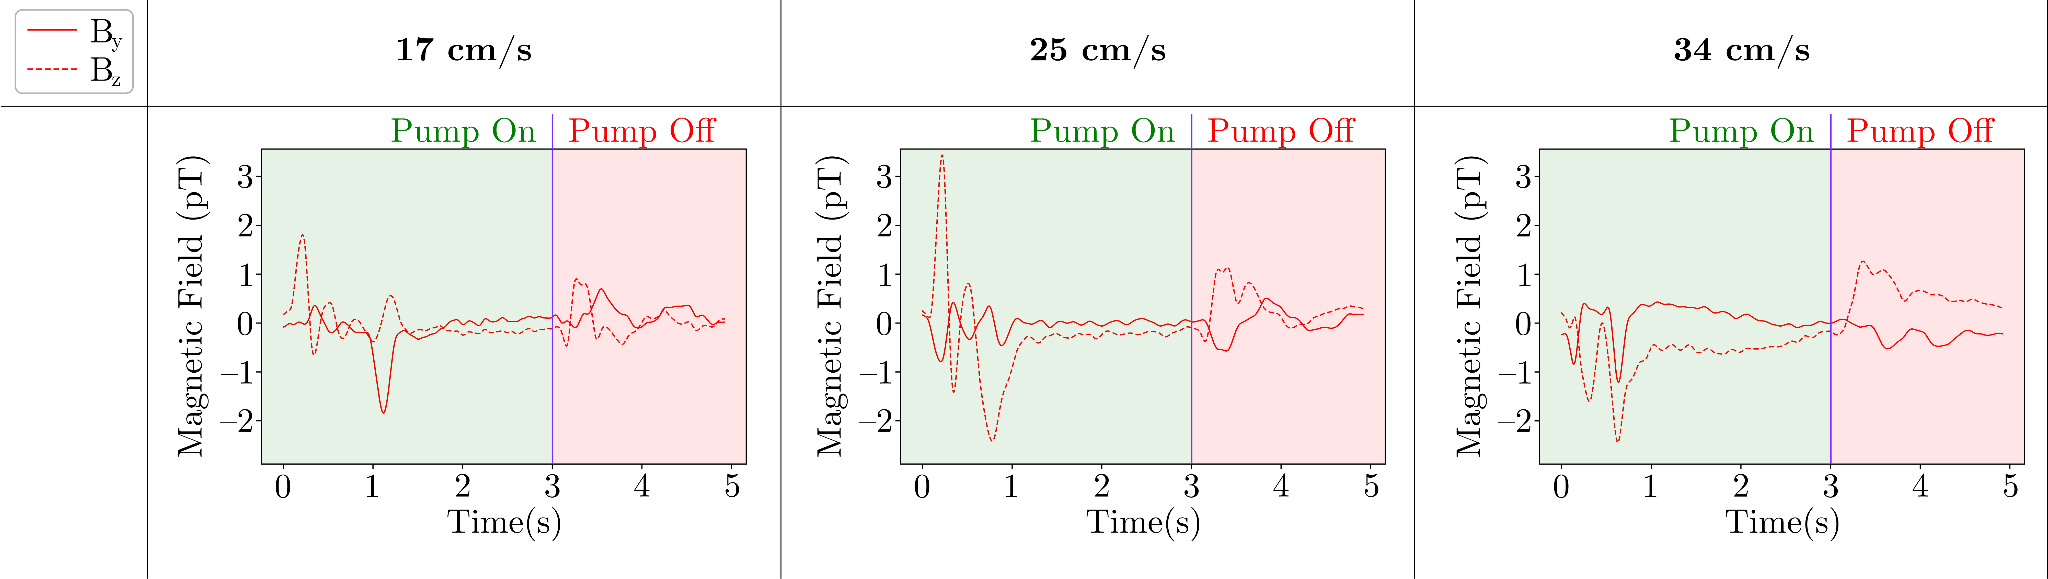 B_y
B_z
17 cm/s
25 cm/s
34 cm/s
Pump On Pump Off
Magnetic Field (pT)
3
2
1
0
−1
−2
0 1 2 3 4 5
Time(s)
Pump On Pump Off
Magnetic Field (pT)
3
2
1
0
−1
−2
0 1 2 3 4 5
Time(s)
Pump On Pump Off
Magnetic Field (pT)
3
2
1
0
−1
−2
0 1 2 3 4 5
Time(s)